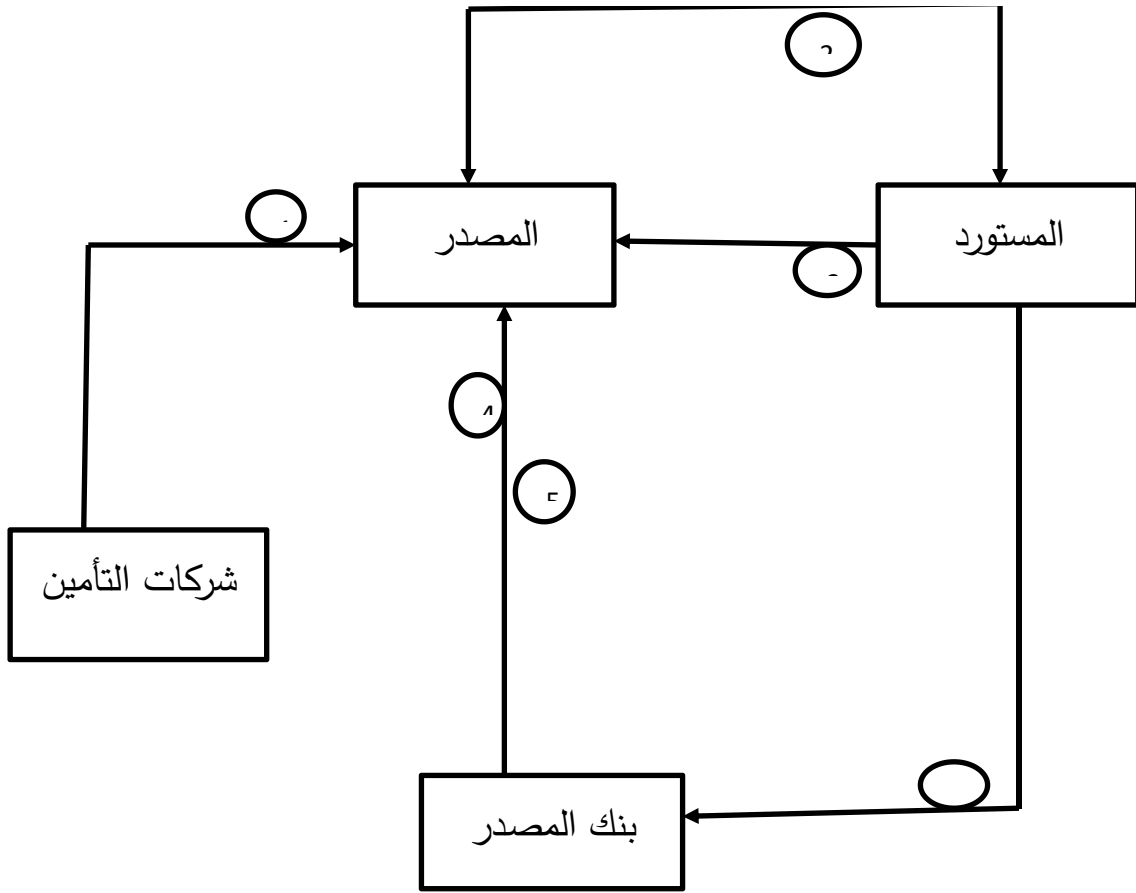 المستورد
المصدر
شركات التأمين
بنك المصدر